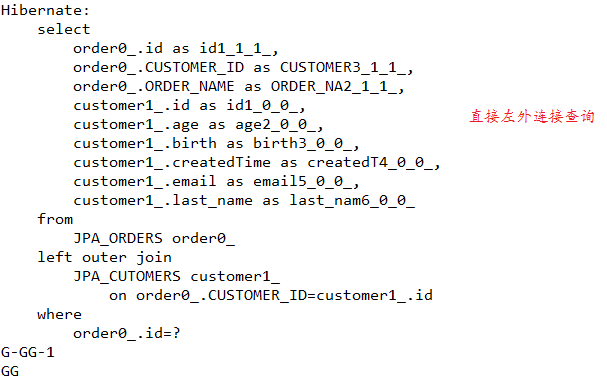 Hibernate:
    select
        order0_.id as id1_1_1_,
        order0_.CUSTOMER_ID as CUSTOMER3_1_1_,
        order0_.ORDER_NAME as ORDER_NA2_1_1_,
        customer1_.id as id1_0_0_,
        customer1_.age as age2_0_0_,
        customer1_.birth as birth3_0_0_,
        customer1_.createdTime as createdT4_0_0_,
        customer1_.email as email5_0_0_,
        customer1_.last_name as last_nam6_0_0_
    from
        JPA_ORDERS order0_
    left outer join
        JPA_CUTOMERS customer1_
            on order0_.CUSTOMER_ID=customer1_.id
    where
        order0_.id=?
G-GG-1
GG
直接左外连接查询